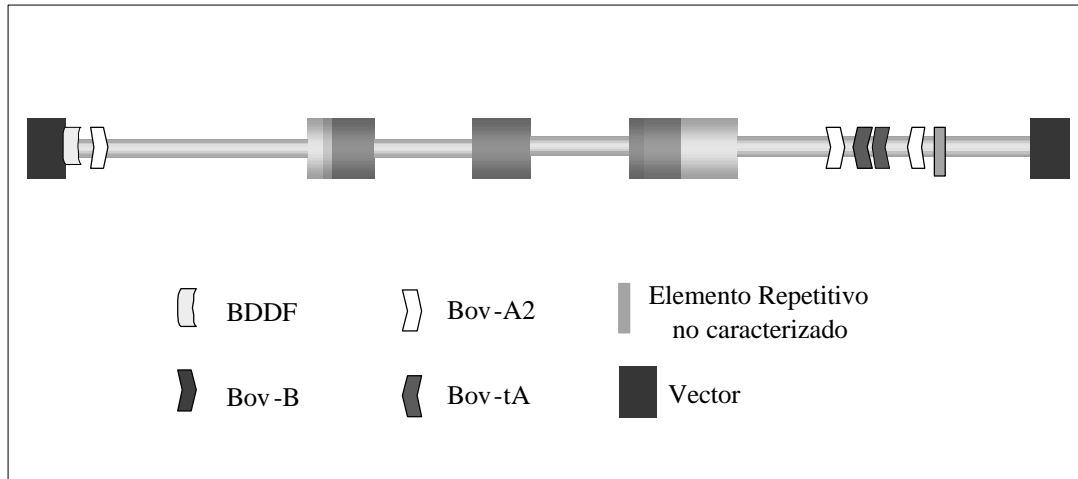 BDDF
Bov-A2
Elemento Repetitivo
no caracterizado
Bov-B
Bov-tA
Vector